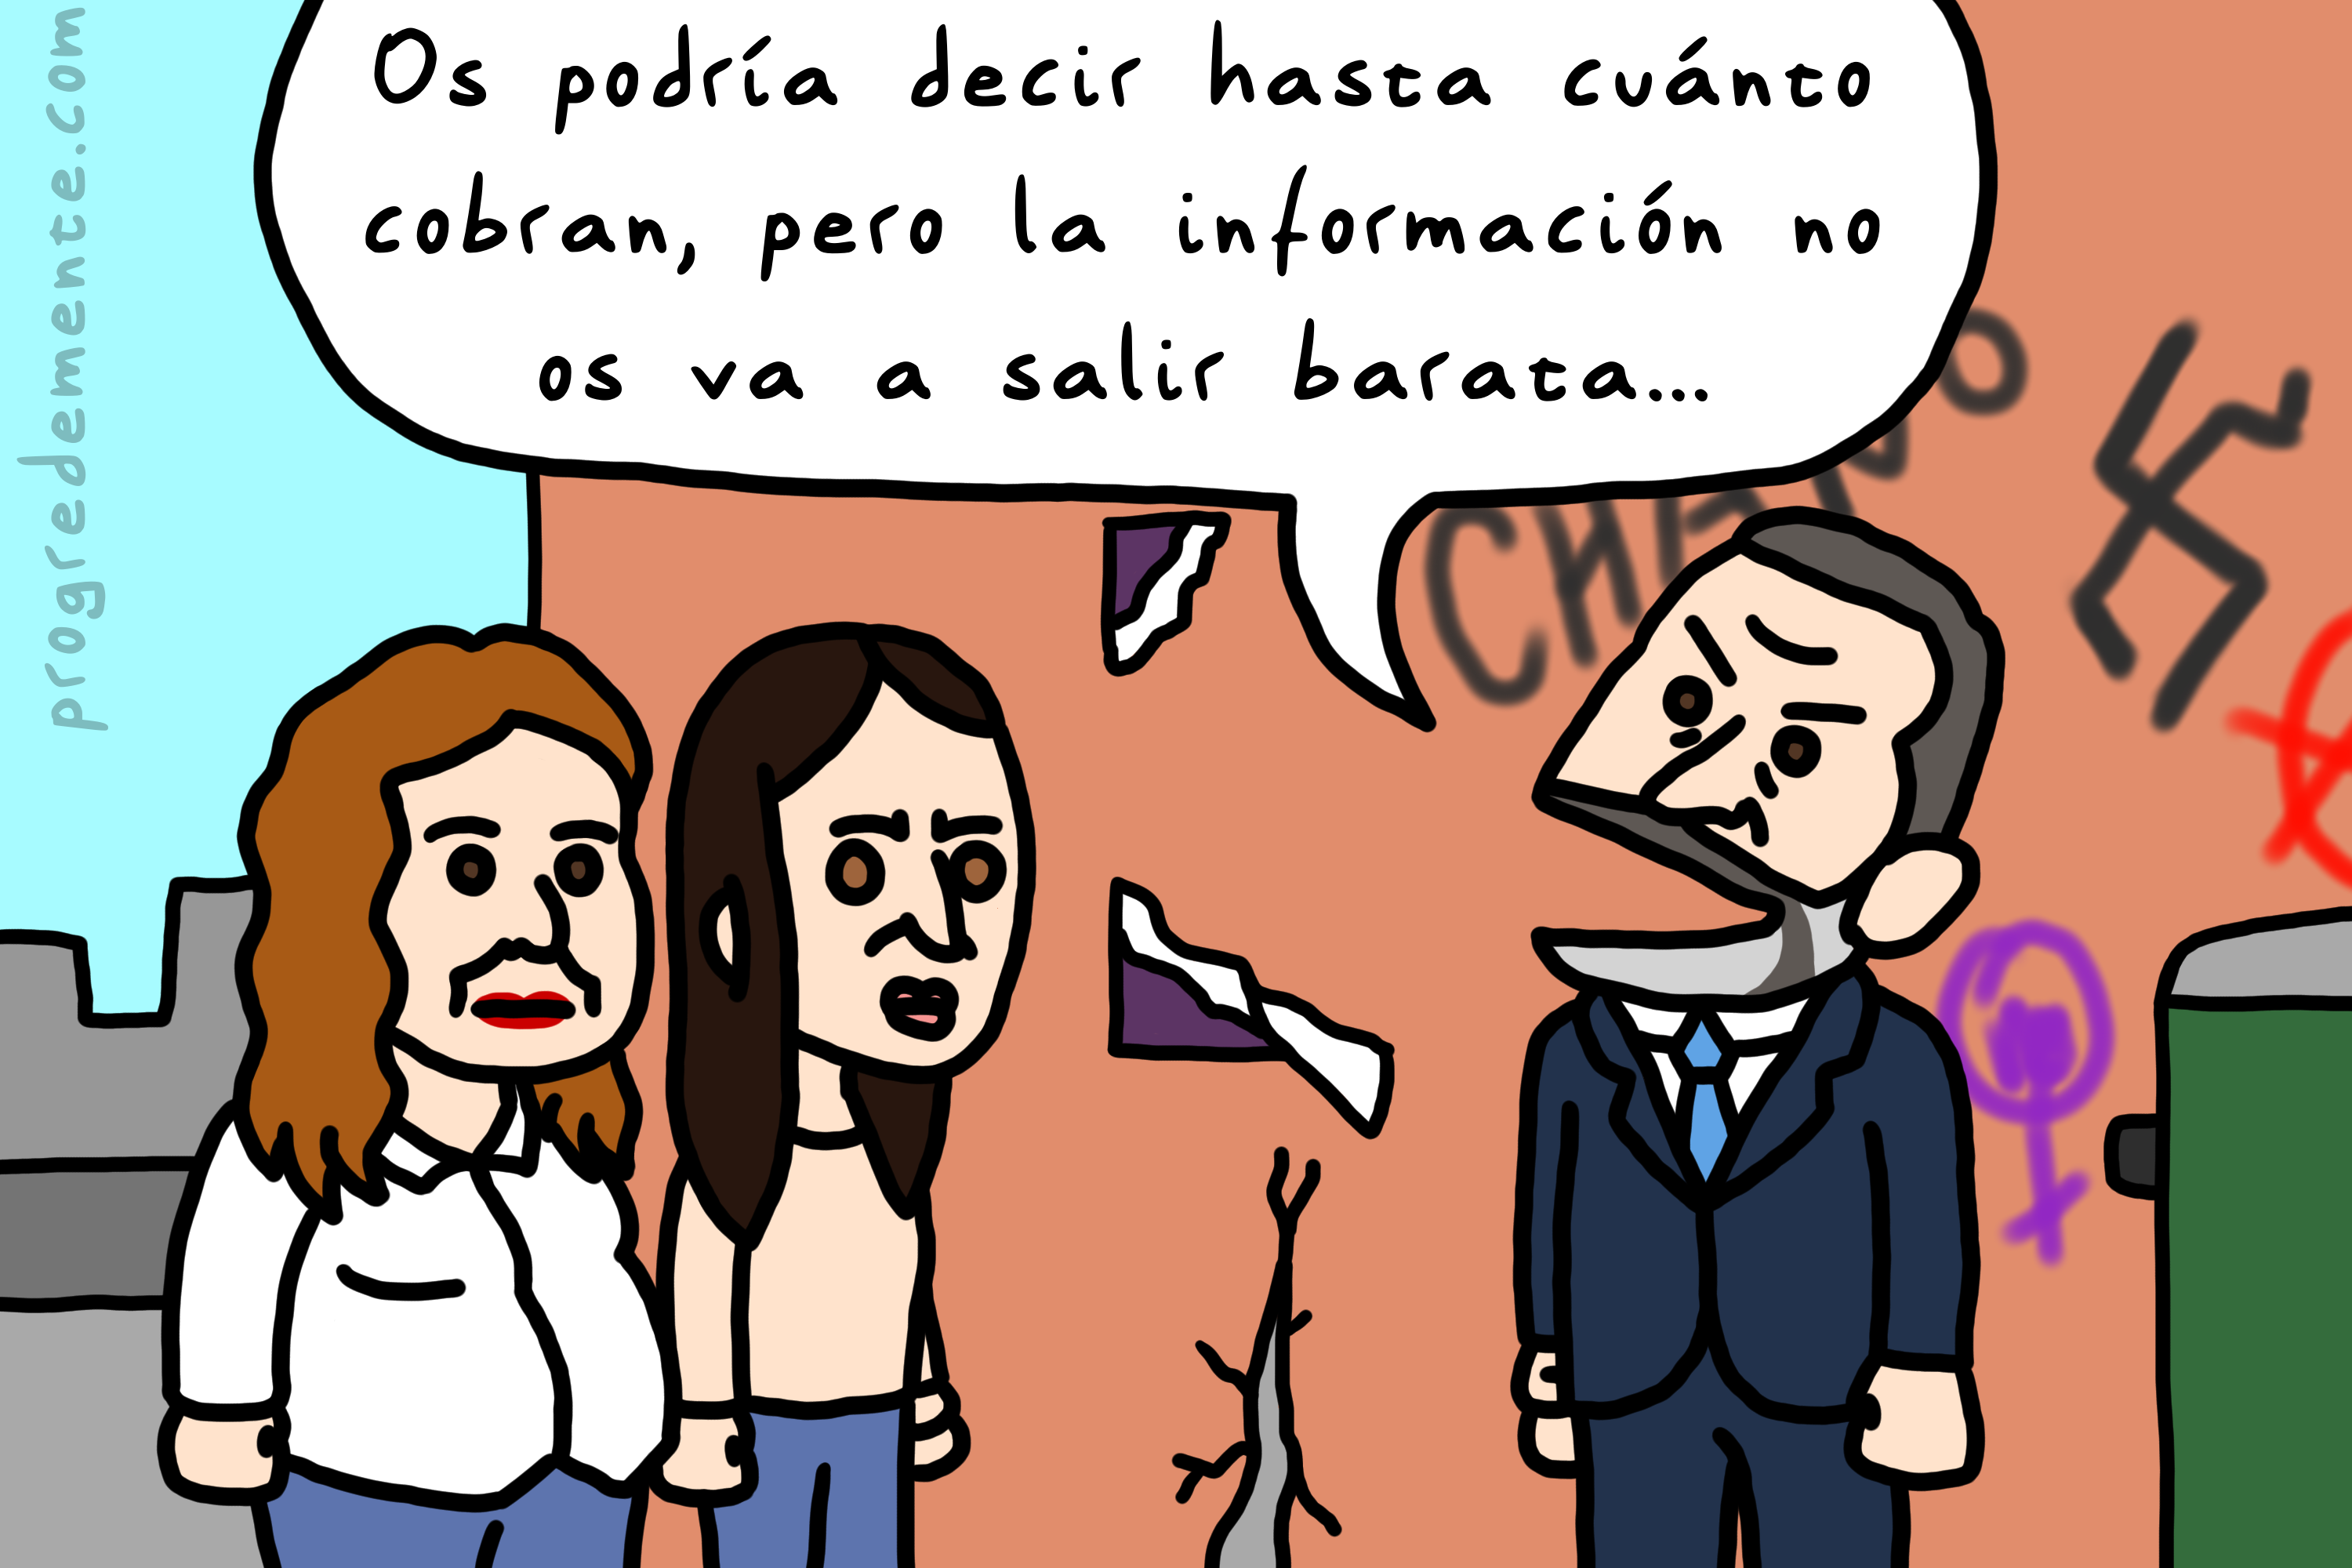 Os podría decir hasta cuánto
cobran, pero la información no
os va a salir barata...
progredemente.com